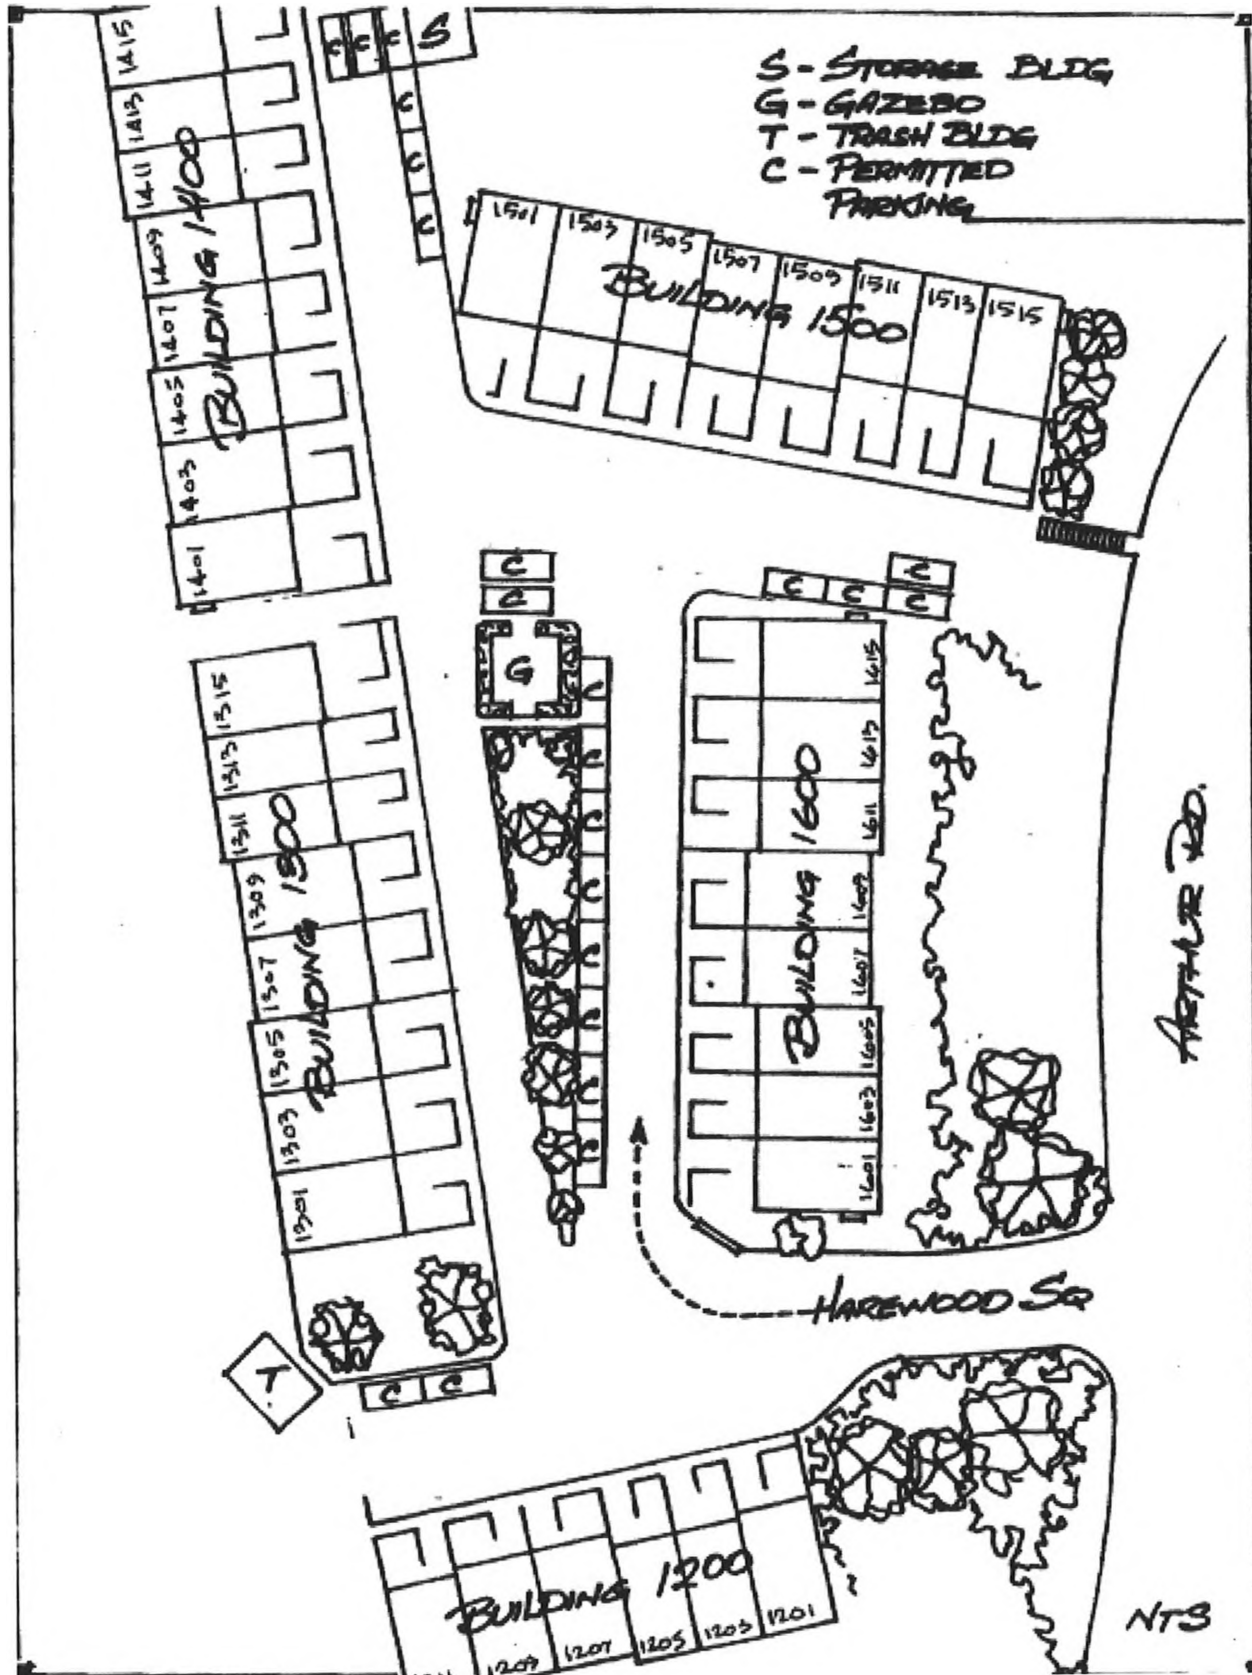 S - STORAGE BLDG
G - GAZEBO
T - TRASH BLDG
C - PERMITTED
PARKING
S
C
C
C
C
C
C
1415
1413
1411
1409
1407
1405
1403
1401
BUILDING 1400
1501
1503
1505
1507
1509
1511
1513
1515
BUILDING 1500
C
C
G
C
C
C
C
C
C
C
C
C
C
C
C
1315
1313
1311
1309
1307
1305
1303
1301
BUILDING 1300
1615
1613
1611
1609
1607
1605
1603
1601
BUILDING 1600
ARTHUR RD.
HAREWOOD SQ
T
C
C
BUILDING 1200
1209
1207
1205
1203
1201
NTS